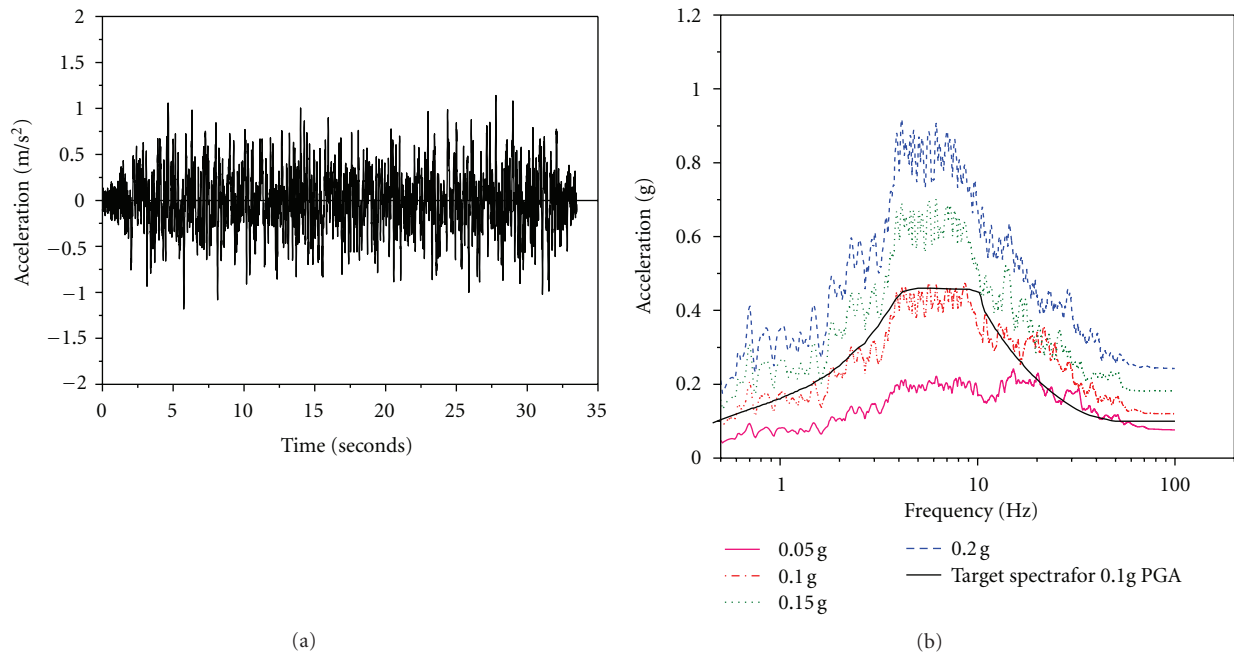 2
1.5
1
0.5
0
−0.5
−1
−1.5
−2
Acceleration (m/s²)
0 5 10 15 20 25 30 35
Time (seconds)
(a)
1.2
1
0.8
0.6
0.4
0.2
0
Acceleration (g)
1 10 100
Frequency (Hz)
0.05 g
0.1 g
0.15 g
0.2 g
Target spectrafor 0.1g PGA
(b)